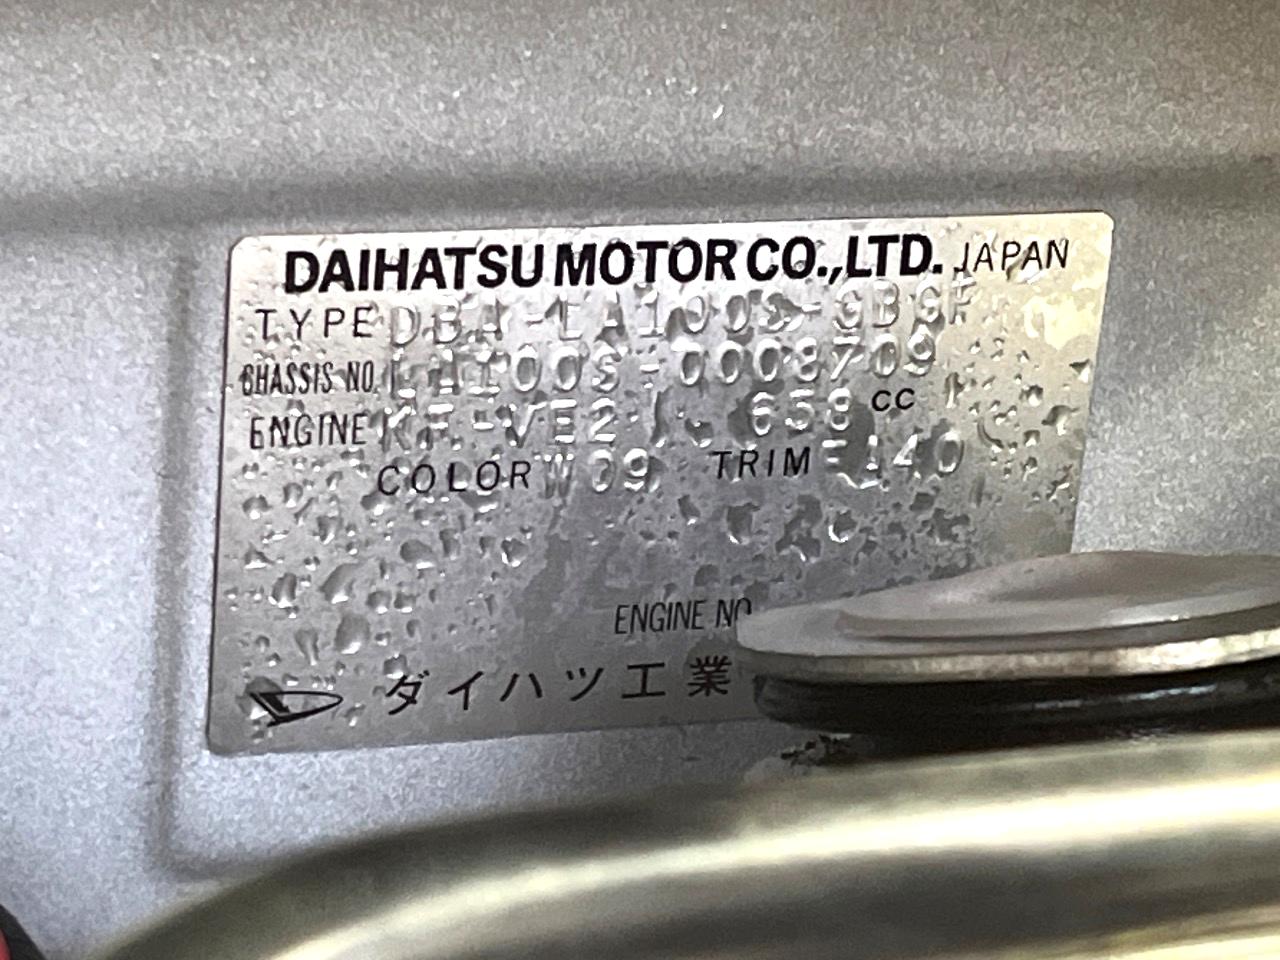 DAIHATSU MOTOR CO.,LTD. JAPAN
TYPE DBA-LA100S-GBGF
CHASSIS NO. LA100S-0008709
ENGINE KF-VE2 658 CC
COLOR W09 TRIM FA40
ENGINE NO
ダイハツ工業